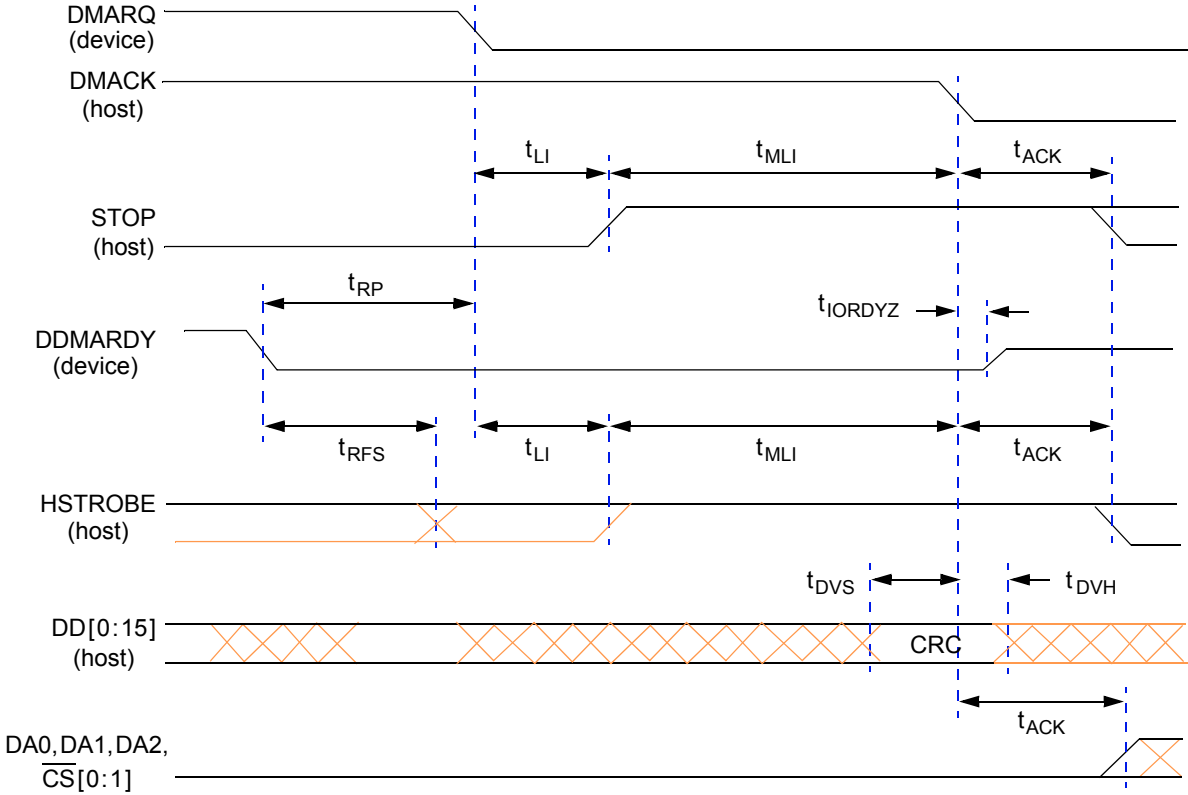 DMARQ
(device)
DMACK
(host)
tLI
tMLI
tACK
STOP
(host)
tRP
tIORDYZ
DDMARDY
(device)
tRFS
tLI
tMLI
tACK
HSTROBE
(host)
tDVS
tDVH
DD[0:15]
(host)
CRC
tACK
DA0,DA1,DA2,
CS[0:1]